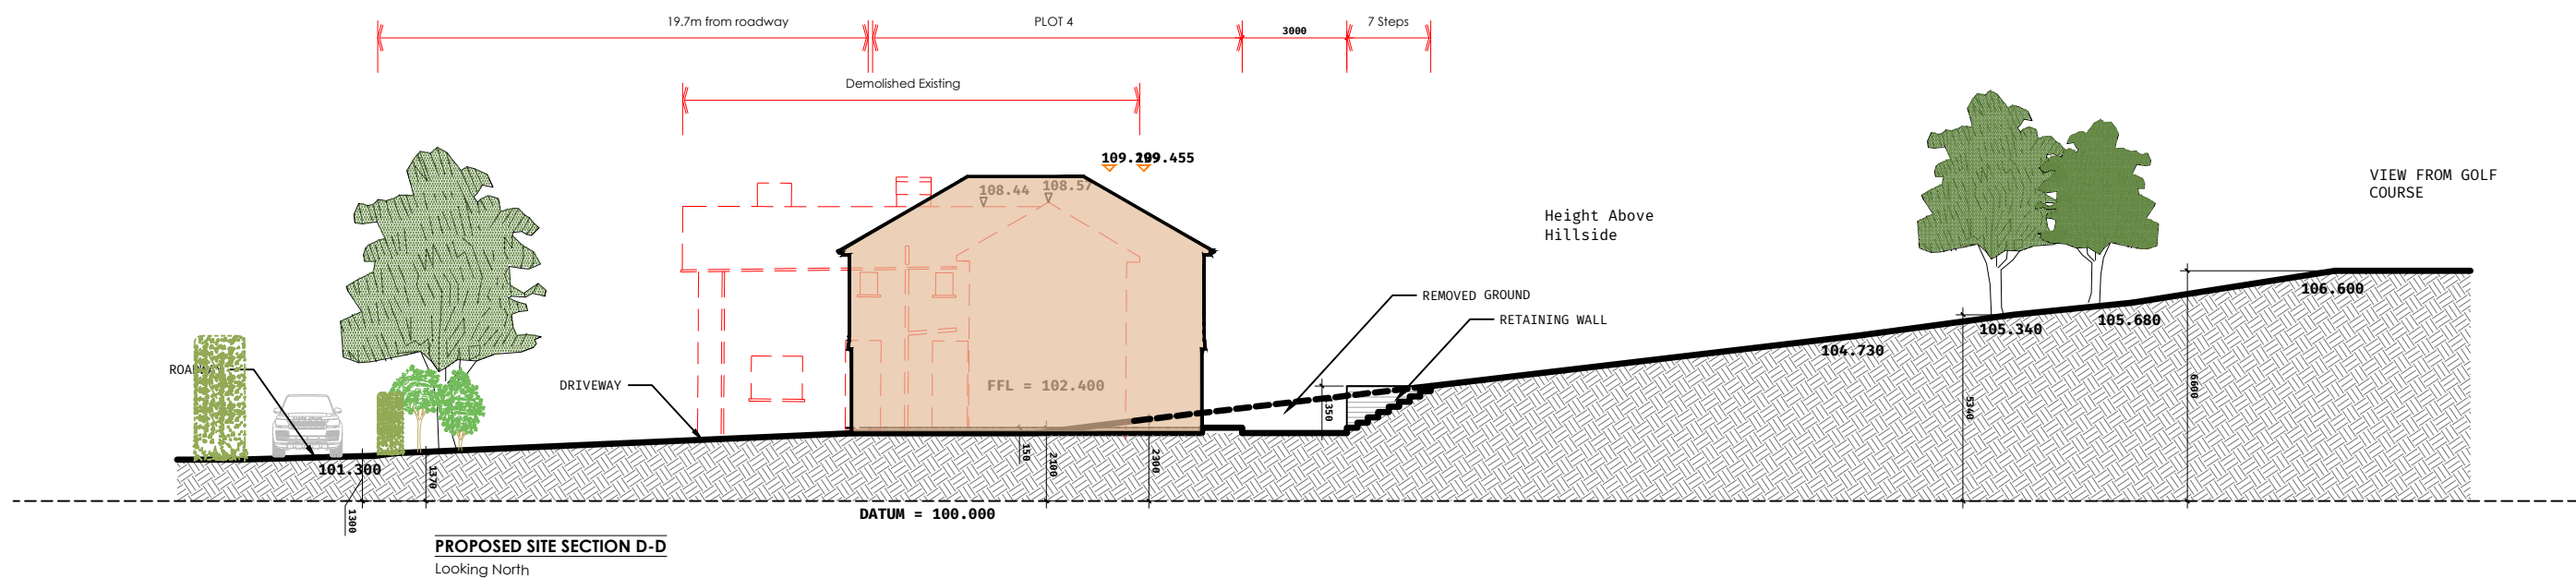 19.7m from roadway
PLOT 4
3000
7 Steps
Demolished Existing
109.455
108.44
108.57
VIEW FROM GOLF
COURSE
Height Above
Hillside
REMOVED GROUND
RETAINING WALL
DRIVEWAY
FFL = 102.400
106.600
105.680
105.340
104.730
101.300
1300
1370
150
2100
2300
5340
6600
DATUM = 100.000
PROPOSED SITE SECTION D-D
Looking North